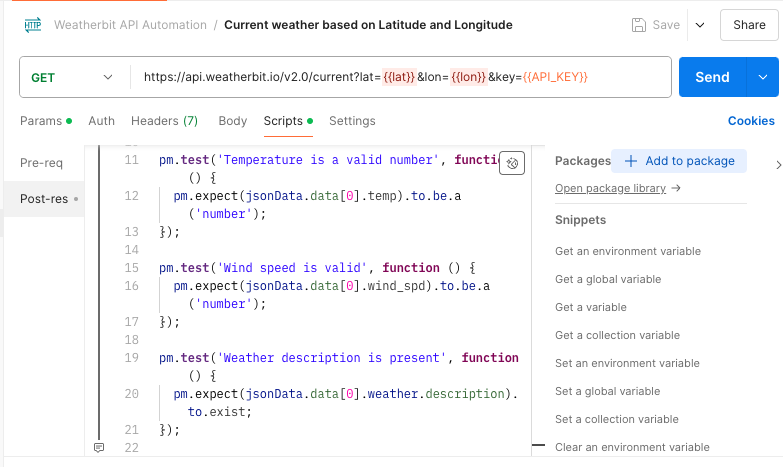 HTTP Weatherbit API Automation / Current weather based on Latitude and Longitude Save Share
GET https://api.weatherbit.io/v2.0/current?lat={{lat}}&lon={{lon}}&key={{API_KEY}} Send
Params Auth Headers (7) Body Scripts Settings Cookies
Pre-req
Post-res
11 pm.test('Temperature is a valid number', functi
() {
12 pm.expect(jsonData.data[0].temp).to.be.a
('number');
13 });
14
15 pm.test('Wind speed is valid', function () {
16 pm.expect(jsonData.data[0].wind_spd).to.be.a
('number');
17 });
18
19 pm.test('Weather description is present', function
() {
20 pm.expect(jsonData.data[0].weather.description).
to.exist;
21 });
22
Packages + Add to package
Open package library →
Snippets
Get an environment variable
Get a global variable
Get a variable
Get a collection variable
Set an environment variable
Set a global variable
Set a collection variable
Clear an environment variable